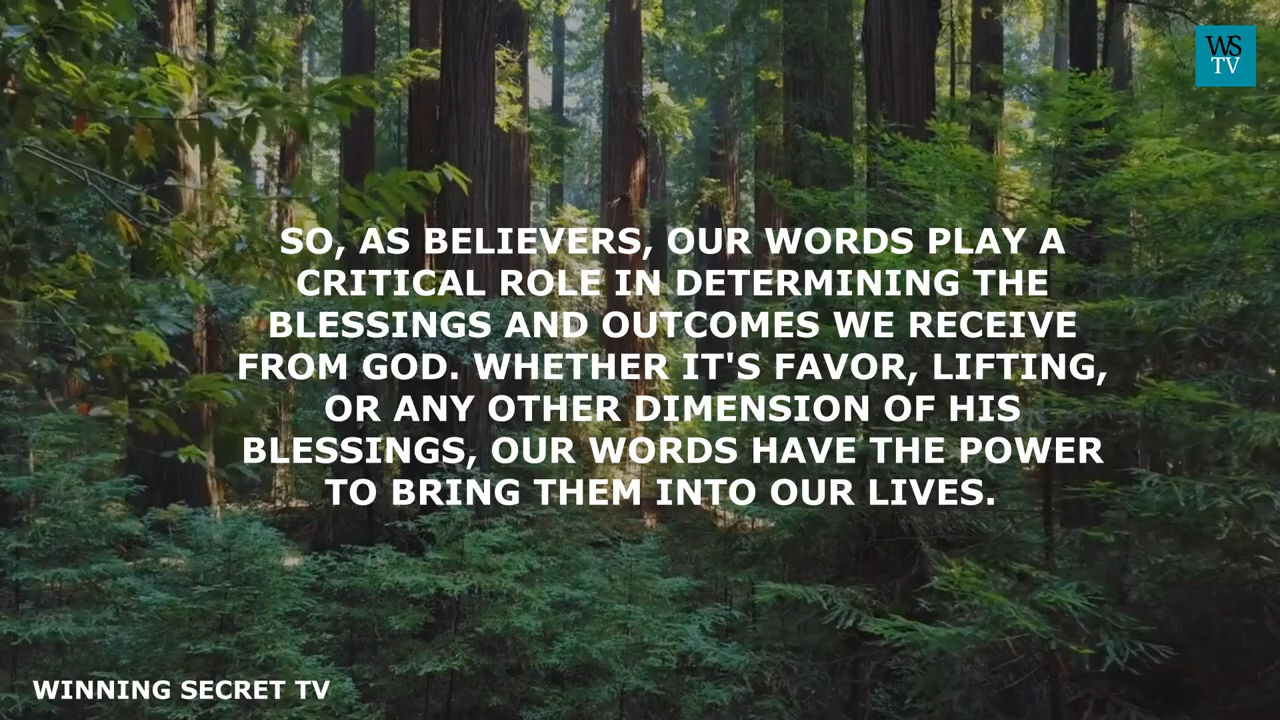 WS
TV
SO, AS BELIEVERS, OUR WORDS PLAY A
CRITICAL ROLE IN DETERMINING THE
BLESSINGS AND OUTCOMES WE RECEIVE
FROM GOD. WHETHER IT'S FAVOR, LIFTING,
OR ANY OTHER DIMENSION OF HIS
BLESSINGS, OUR WORDS HAVE THE POWER
TO BRING THEM INTO OUR LIVES.
WINNING SECRET TV